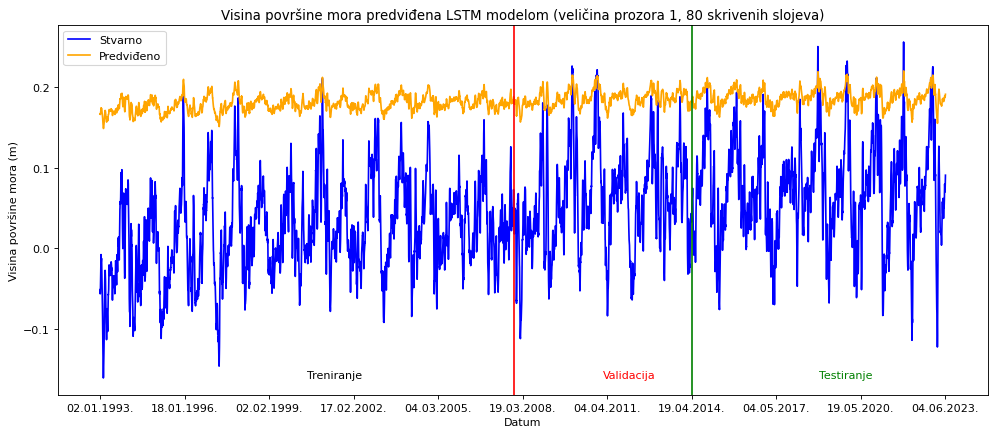 Visina površine mora predviđena LSTM modelom (veličina prozora 1, 80 skrivenih slojeva)
Stvarno
Predviđeno
Visina površine mora (m)
0.2
0.1
0.0
−0.1
Treniranje
Validacija
Testiranje
02.01.1993.
18.01.1996.
02.02.1999.
17.02.2002.
04.03.2005.
19.03.2008.
04.04.2011.
19.04.2014.
04.05.2017.
19.05.2020.
04.06.2023.
Datum